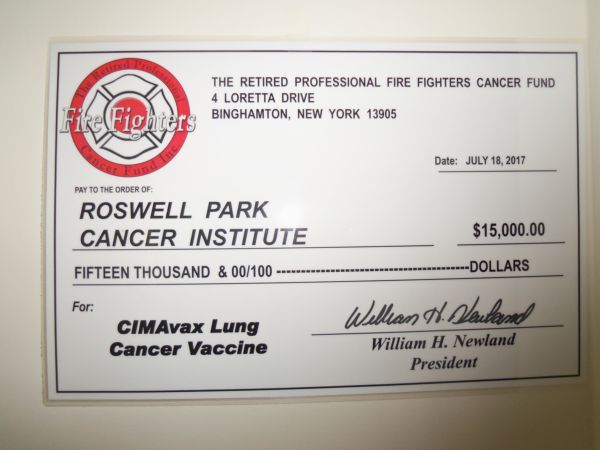 The Retired Professional
Fire Fighters
Cancer Fund Inc.
THE RETIRED PROFESSIONAL FIRE FIGHTERS CANCER FUND
4 LORETTA DRIVE
BINGHAMTON, NEW YORK 13905
Date: JULY 18, 2017
PAY TO THE ORDER OF:
ROSWELL PARK
CANCER INSTITUTE
$15,000.00
FIFTEEN THOUSAND & 00/100 ---------------------------------------------DOLLARS
For:
CIMAvax Lung
Cancer Vaccine
William H. Newland
William H. Newland
President